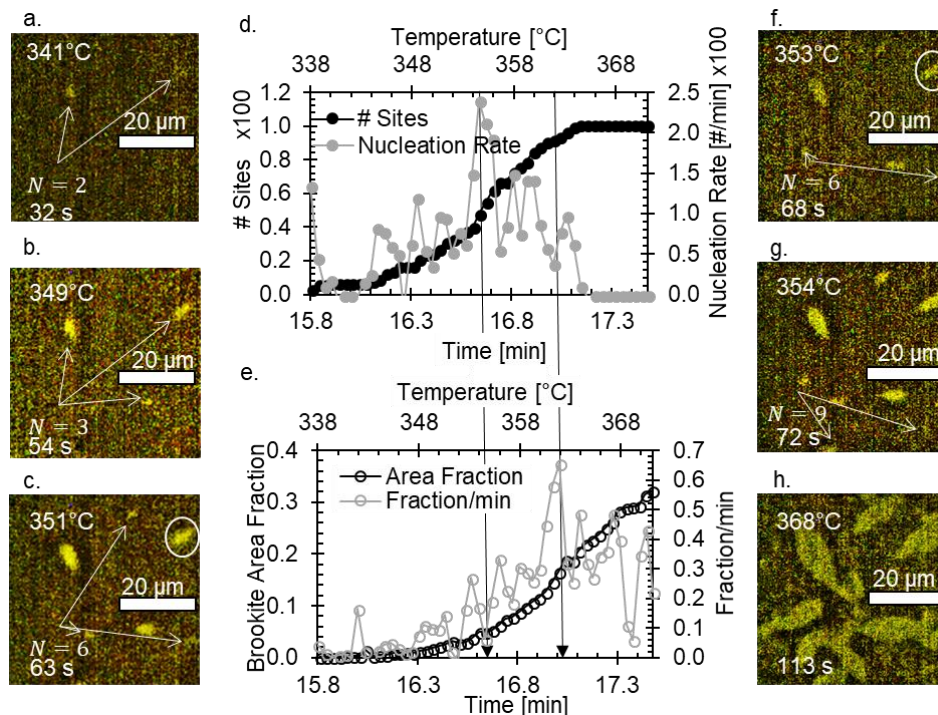 a.
341°C
20 µm
N = 2
32 s
b.
349°C
20 µm
N = 3
54 s
c.
351°C
20 µm
N = 6
63 s
d.
Temperature [°C]
338 348 358 368
# Sites x100
1.2
1.0
0.8
0.6
0.4
0.2
0.0
# Sites
Nucleation Rate
2.5
2.0
1.5
1.0
0.5
0.0
Nucleation Rate [#/min] x100
15.8 16.3 16.8 17.3
Time [min]
e.
Temperature [°C]
338 348 358 368
Brookite Area Fraction
0.4
0.3
0.2
0.1
0.0
Area Fraction
Fraction/min
0.7
0.6
0.5
0.4
0.3
0.2
0.1
0.0
Fraction/min
15.8 16.3 16.8 17.3
Time [min]
f.
353°C
20 µm
N = 6
68 s
g.
354°C
20 µm
N = 9
72 s
h.
368°C
20 µm
113 s